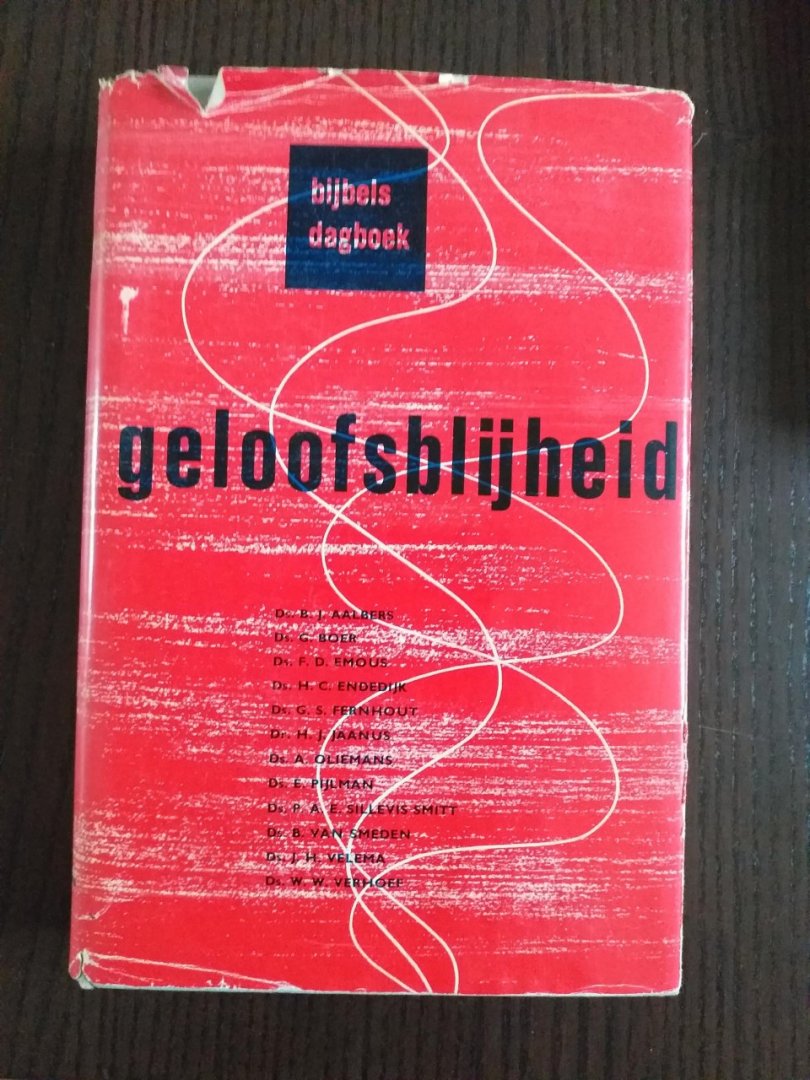 bijbels
dagboek
geloofsblijheid
Ds. B. J. AALBERS
Ds. G. BOER
Ds. F. D. EMOUS
Ds. H. C. ENDEDIJK
Ds. G. S. FERNHOUT
Dr. H. J. JAANUS
Ds. A. OLIEMANS
Ds. E. PIJLMAN
Ds. P. A. E. SILLEVIS SMITT
Ds. B. VAN SMEDEN
Ds. J. H. VELEMA
Ds. W. W. VERHOEF